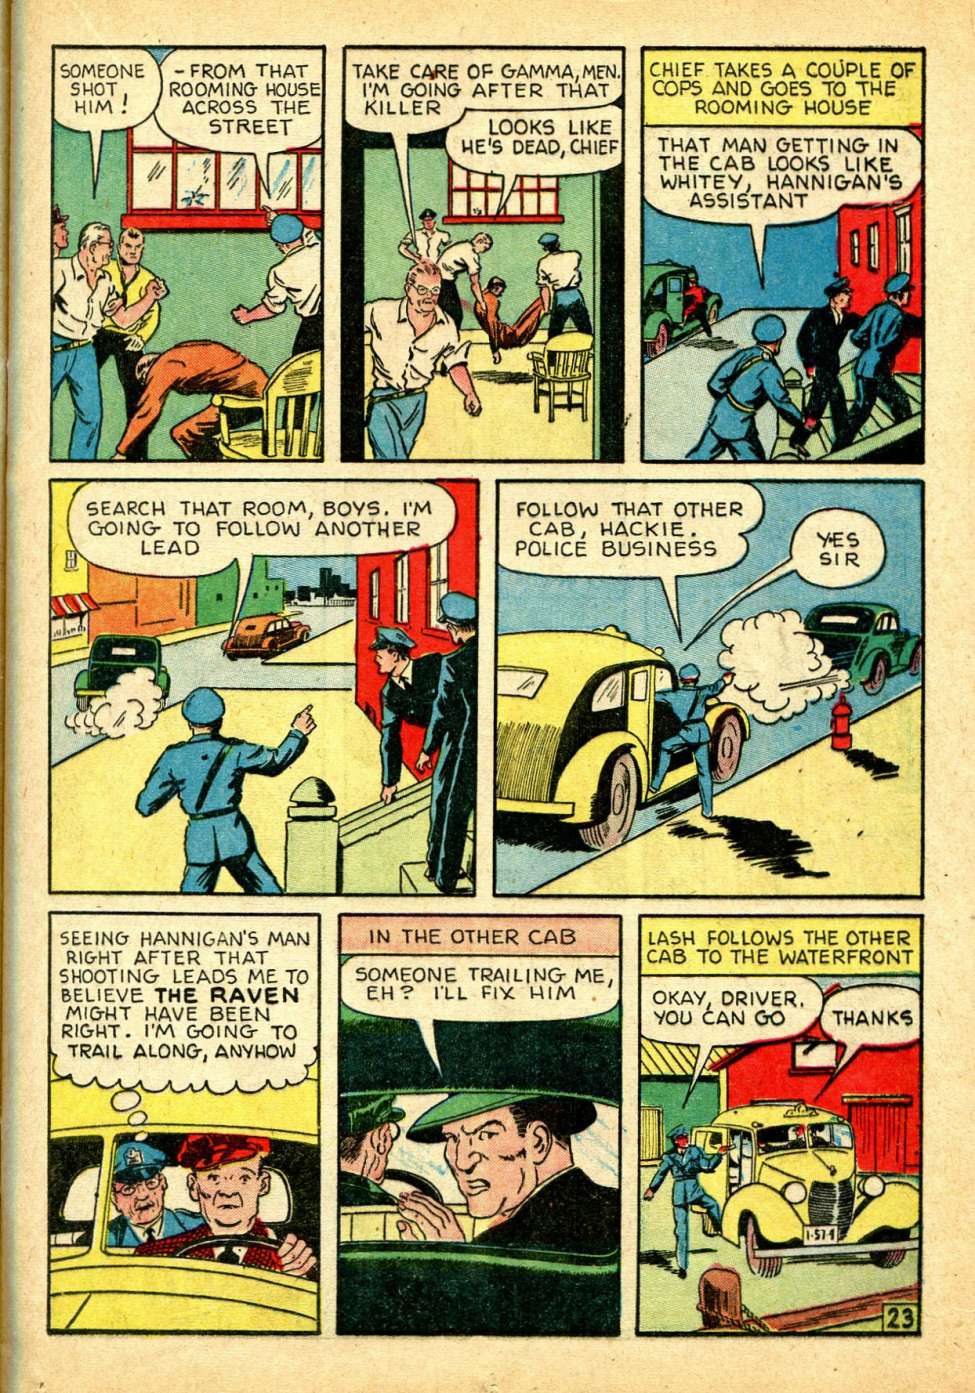 SOMEONE
SHOT
HIM!
-FROM THAT
ROOMING HOUSE
ACROSS THE
STREET
TAKE CARE OF GAMMA, MEN.
I'M GOING AFTER THAT
KILLER
LOOKS LIKE
HE'S DEAD, CHIEF
CHIEF TAKES A COUPLE OF
COPS AND GOES TO THE
ROOMING HOUSE
THAT MAN GETTING IN
THE CAB LOOKS LIKE
WHITEY, HANNIGAN'S
ASSISTANT
SEARCH THAT ROOM, BOYS. I'M
GOING TO FOLLOW ANOTHER
LEAD
FOLLOW THAT OTHER
CAB, HACKIE.
POLICE BUSINESS
YES
SIR
SEEING HANNIGAN'S MAN
RIGHT AFTER THAT
SHOOTING LEADS ME TO
BELIEVE THE RAVEN
MIGHT HAVE BEEN
RIGHT. I'M GOING TO
TRAIL ALONG, ANYHOW
IN THE OTHER CAB
SOMEONE TRAILING ME,
EH? I'LL FIX HIM
LASH FOLLOWS THE OTHER
CAB TO THE WATERFRONT
OKAY, DRIVER.
YOU CAN GO
THANKS
1-57-9
23